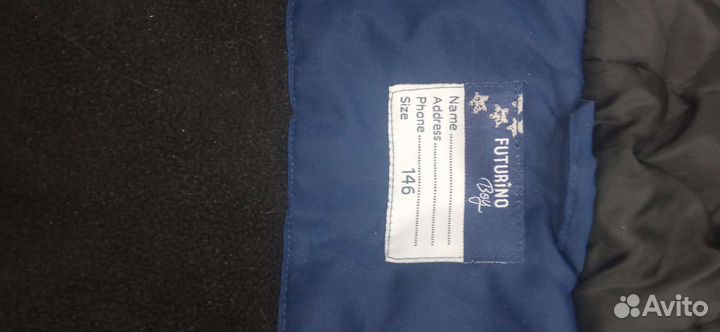 FUTURiNO
Boy
Name
Address
Phone
Size 146
Avito